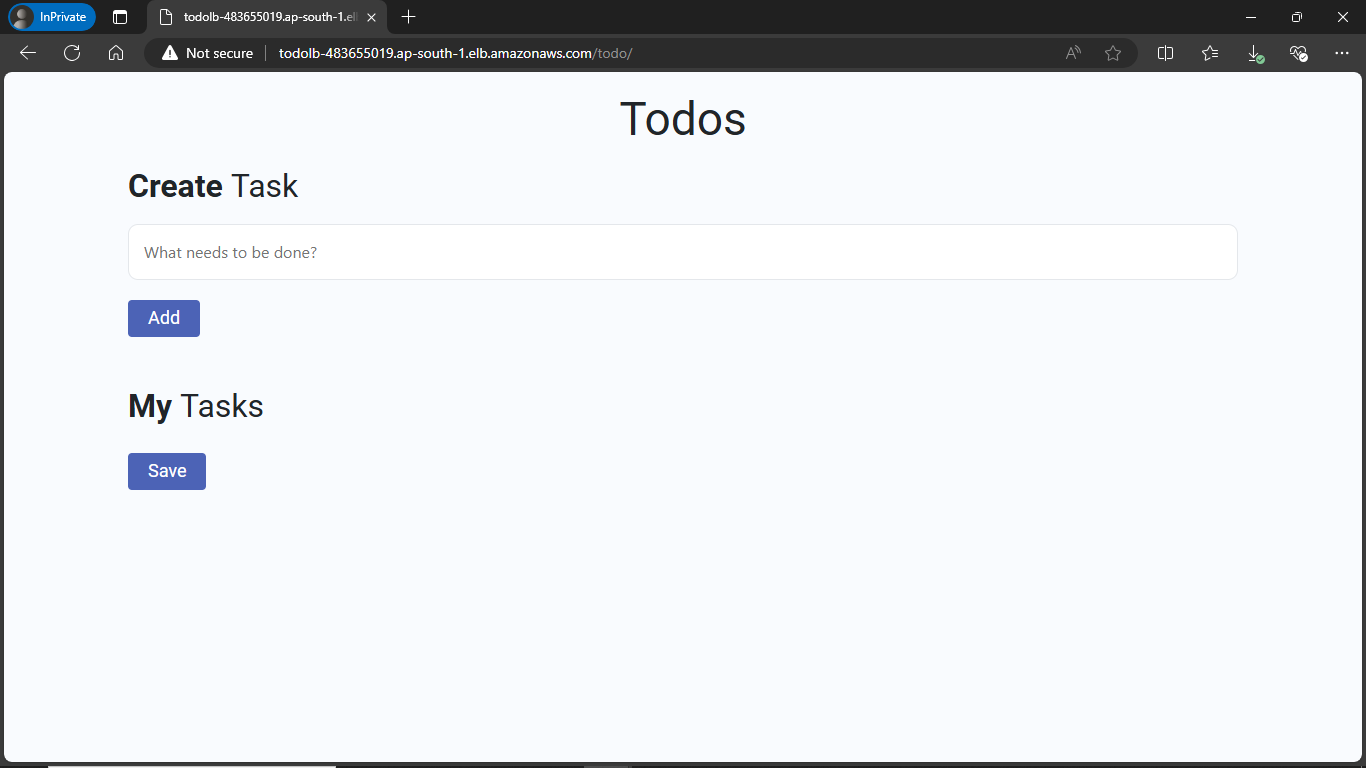 InPrivate
todolb-483655019.ap-south-1.el
Not secure
todolb-483655019.ap-south-1.elb.amazonaws.com/todo/
Todos
Create Task
What needs to be done?
Add
My Tasks
Save